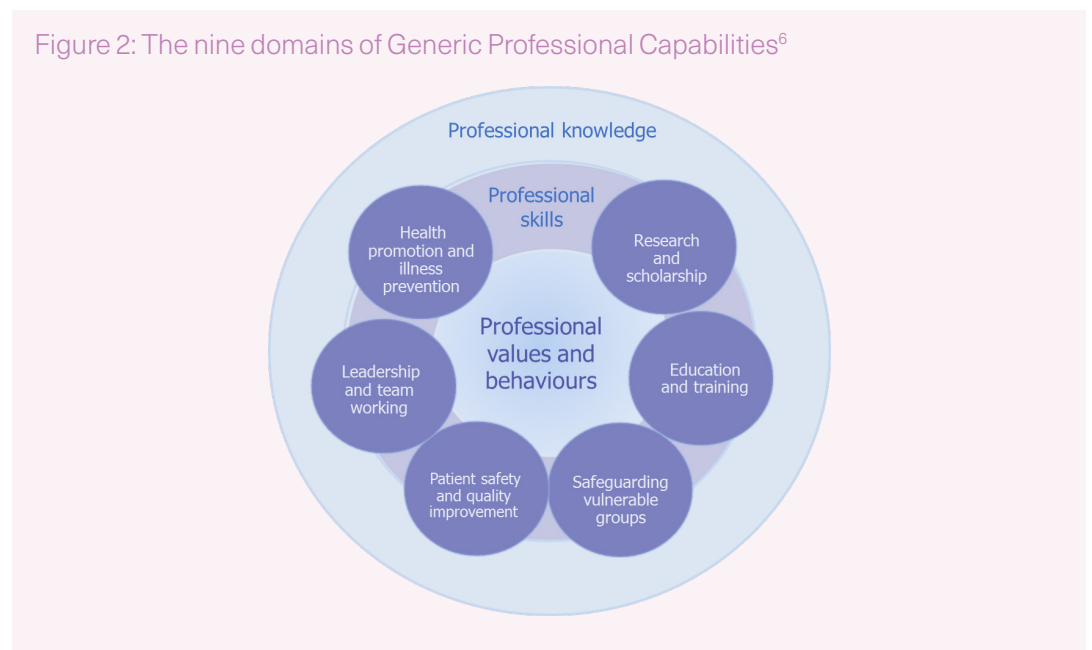 Figure 2: The nine domains of Generic Professional Capabilities⁶
Professional knowledge
Professional
skills
Health
promotion and
illness
prevention
Research
and
scholarship
Professional
values and
behaviours
Leadership
and team
working
Education
and training
Patient safety
and quality
improvement
Safeguarding
vulnerable
groups